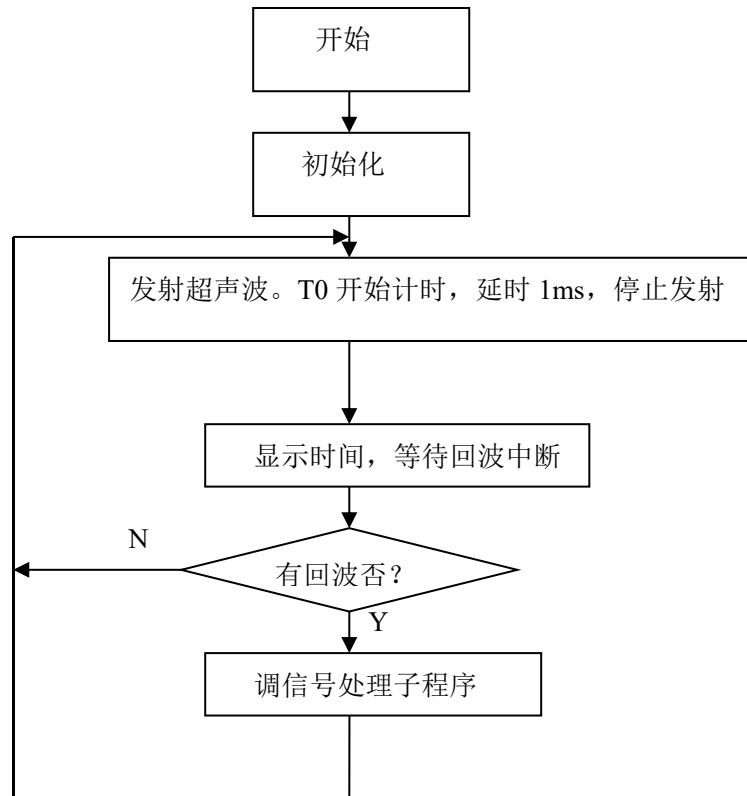 开始
初始化
发射超声波。T0 开始计时，延时 1ms，停止发射
显示时间，等待回波中断
N
有回波否？
Y
调信号处理子程序